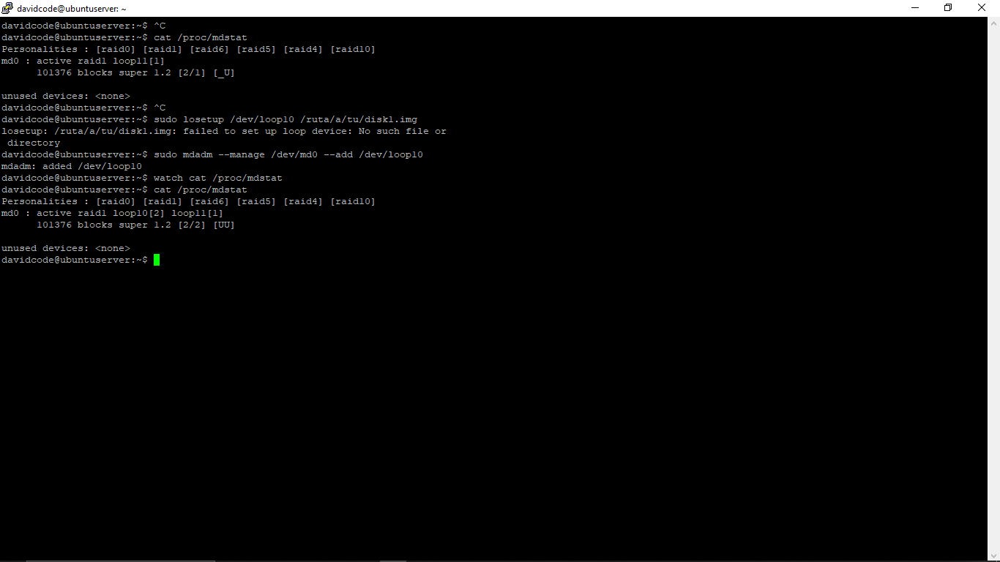 davidcode@ubuntuserver: ~
davidcode@ubuntuserver:~$ ^C
davidcode@ubuntuserver:~$ cat /proc/mdstat
Personalities : [raid0] [raid1] [raid6] [raid5] [raid4] [raid10]
md0 : active raid1 loop11[1]
      101376 blocks super 1.2 [2/1] [_U]

unused devices: <none>
davidcode@ubuntuserver:~$ ^C
davidcode@ubuntuserver:~$ sudo losetup /dev/loop10 /ruta/a/tu/disk1.img
losetup: /ruta/a/tu/disk1.img: failed to set up loop device: No such file or
 directory
davidcode@ubuntuserver:~$ sudo mdadm --manage /dev/md0 --add /dev/loop10
mdadm: added /dev/loop10
davidcode@ubuntuserver:~$ watch cat /proc/mdstat
davidcode@ubuntuserver:~$ cat /proc/mdstat
Personalities : [raid0] [raid1] [raid6] [raid5] [raid4] [raid10]
md0 : active raid1 loop10[2] loop11[1]
      101376 blocks super 1.2 [2/2] [UU]

unused devices: <none>
davidcode@ubuntuserver:~$